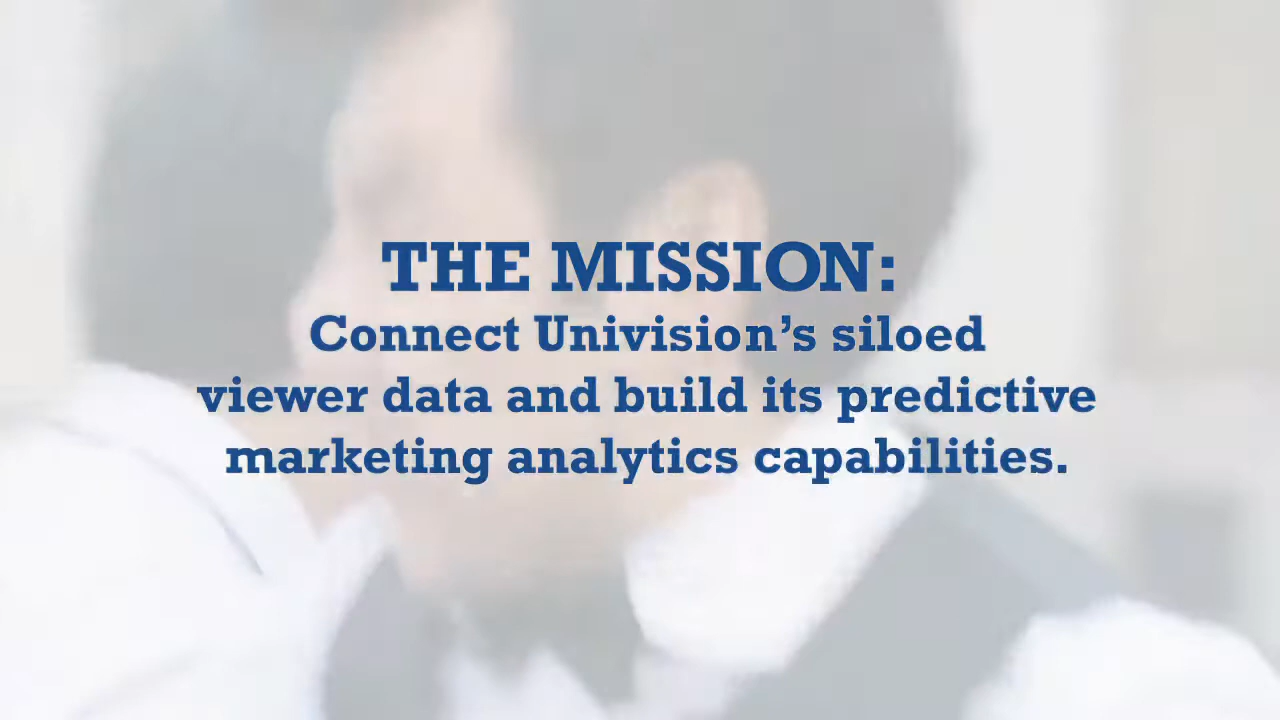 THE MISSION:
Connect Univision’s siloed
viewer data and build its predictive
marketing analytics capabilities.